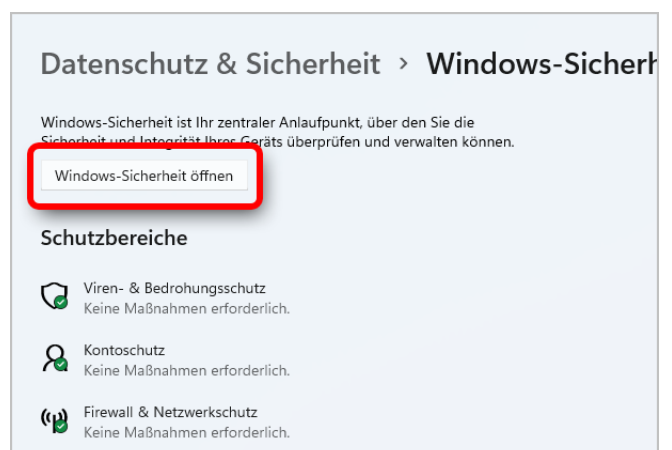 Datenschutz & Sicherheit > Windows-Sicherh
Windows-Sicherheit ist Ihr zentraler Anlaufpunkt, über den Sie die
Sicherheit und Integrität Ihres Geräts überprüfen und verwalten können.
Windows-Sicherheit öffnen
Schutzbereiche
Viren- & Bedrohungsschutz
Keine Maßnahmen erforderlich.
Kontoschutz
Keine Maßnahmen erforderlich.
Firewall & Netzwerkschutz
Keine Maßnahmen erforderlich.